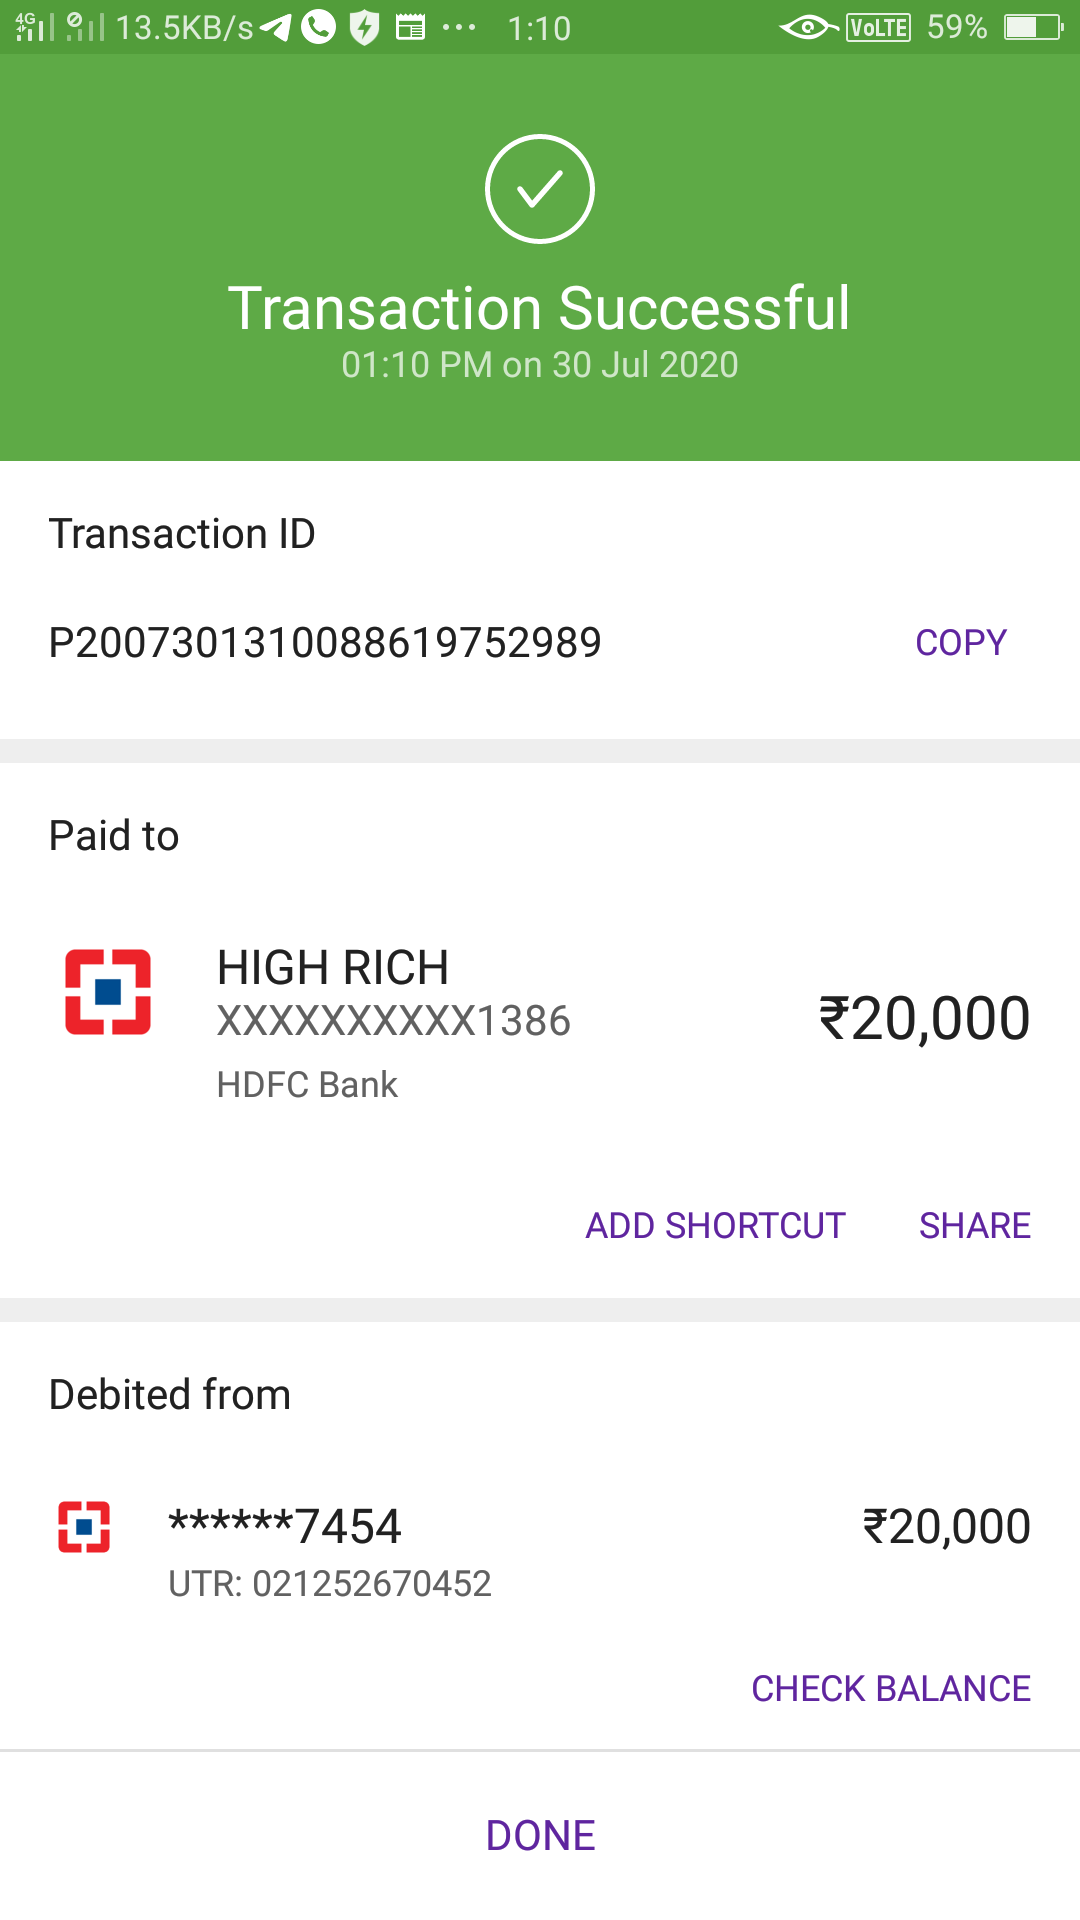 4G 13.5KB/s ... 1:10 VoLTE 59%
Transaction Successful
01:10 PM on 30 Jul 2020
Transaction ID
P2007301310088619752989 COPY
Paid to
HIGH RICH
XXXXXXXXXX1386 ₹20,000
HDFC Bank
ADD SHORTCUT SHARE
Debited from
******7454 ₹20,000
UTR: 021252670452
CHECK BALANCE
DONE